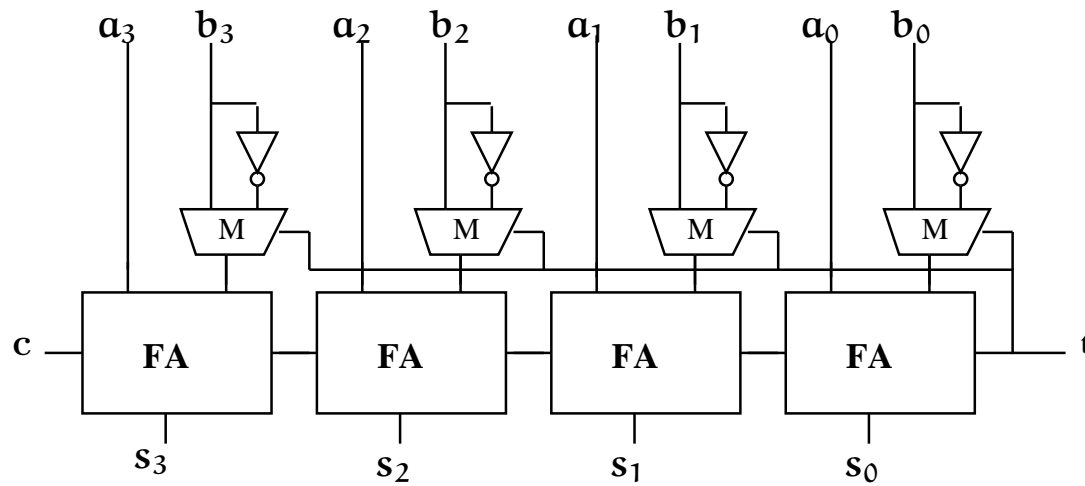 a₃ b₃ a₂ b₂ a₁ b₁ a₀ b₀
M M M M
c FA FA FA FA t
s₃ s₂ s₁ s₀